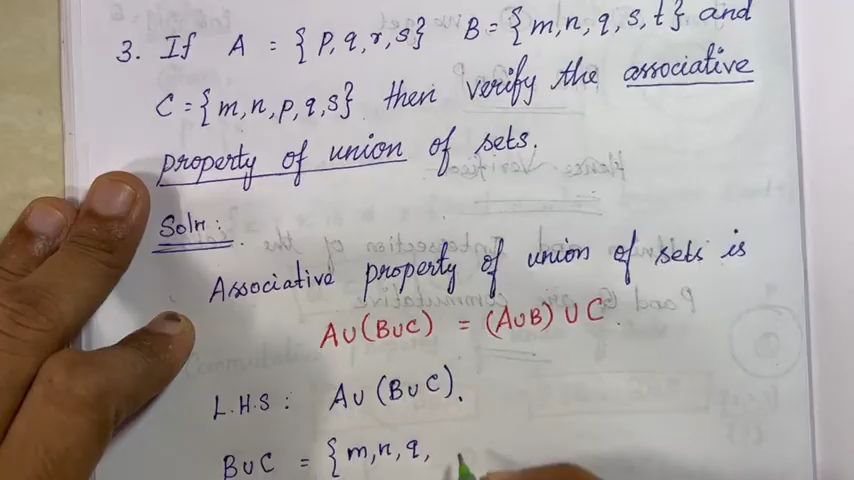 3. If A = {p, q, r, s} B = {m, n, q, s, t} and
C = {m, n, p, q, s} then verify the associative
property of union of sets.
Soln:
Associative property of union of sets is
A∪(B∪C) = (A∪B)∪C.
L.H.S: A∪(B∪C).
B∪C = {m, n, q,